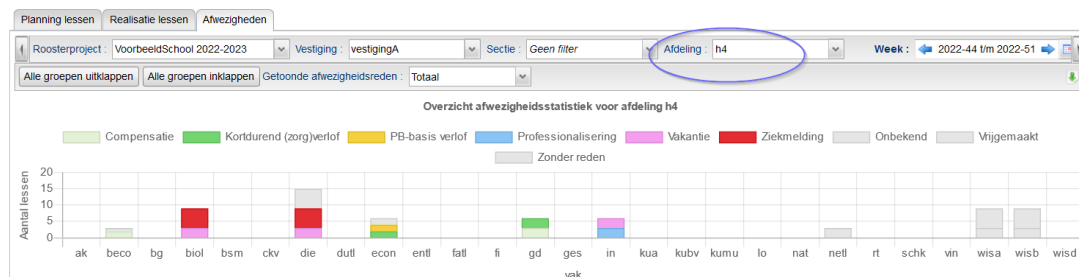 Planning lessen Realisatie lessen Afwezigheden
Roosterproject : VoorbeeldSchool 2022-2023 Vestiging : vestigingA Sectie : Geen filter Afdeling : h4 Week : 2022-44 t/m 2022-51
Alle groepen uitklappen Alle groepen inklappen Getoonde afwezigheidsreden : Totaal
Overzicht afwezigheidsstatistiek voor afdeling h4
Compensatie Kortdurend (zorg)verlof PB-basis verlof Professionalisering Vakantie Ziekmelding Onbekend Vrijgemaakt
Zonder reden
Aantal lessen
20
15
10
5
0
ak beco bg biol bsm ckv die dutl econ entl fatl fi gd ges in kua kubv kumu lo nat netl rt schk vin wisa wisb wisd
vak